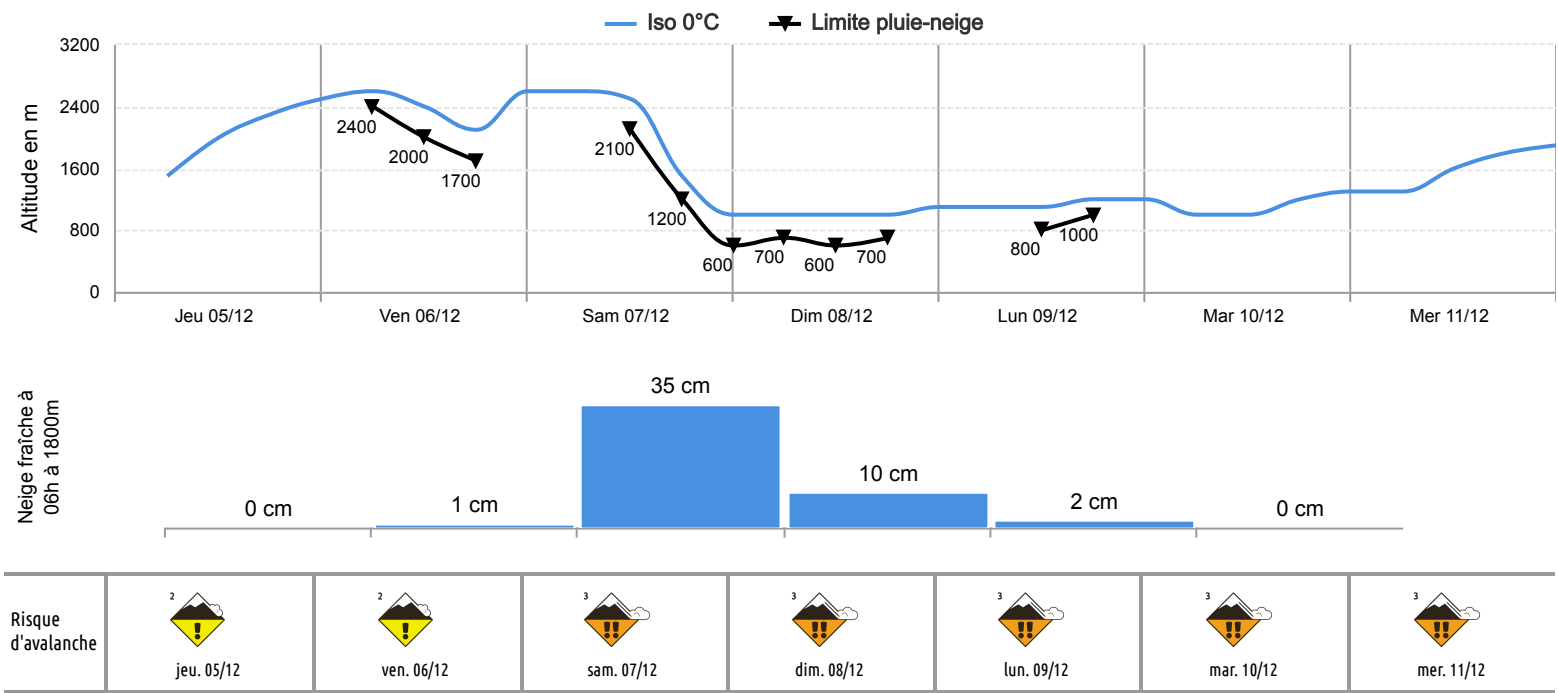 Iso 0°C Limite pluie-neige
Altitude en m
3200
2400
1600
800
0
2400
2000
1700
2100
1200
600
700
600
700
800
1000
Jeu 05/12 Ven 06/12 Sam 07/12 Dim 08/12 Lun 09/12 Mar 10/12 Mer 11/12
Neige fraîche à
06h à 1800m
0 cm 1 cm 35 cm 10 cm 2 cm 0 cm
Risque
d'avalanche
2 2 3 3 3 3 3
! ! !! !! !! !! !!
jeu. 05/12 ven. 06/12 sam. 07/12 dim. 08/12 lun. 09/12 mar. 10/12 mer. 11/12